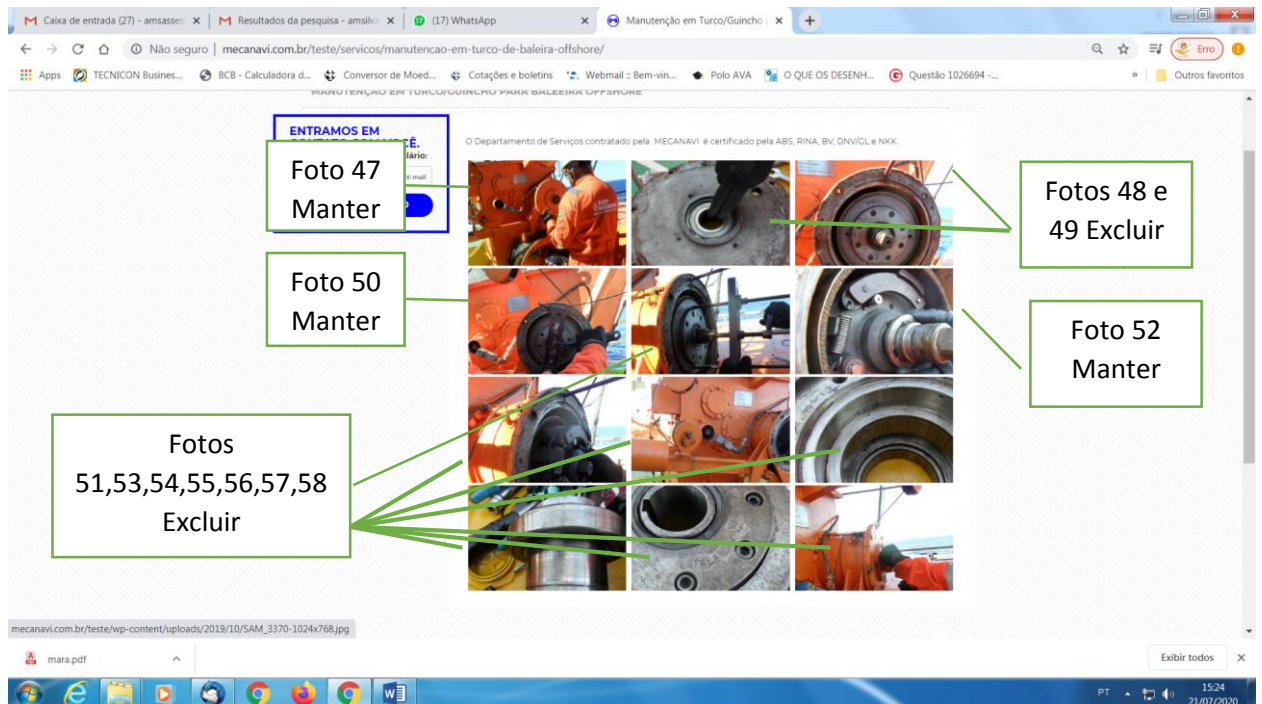 Caixa de entrada (27) - amsasses
Resultados da pesquisa - amsilv
(17) WhatsApp
Manutenção em Turco/Guincho
Não seguro | mecanavi.com.br/teste/servicos/manutencao-em-turco-de-baleira-offshore/
Erro
Apps
TECNICON Busines...
BCB - Calculadora d...
Conversor de Moed...
Cotações e boletins
Webmail :: Bem-vin...
Polo AVA
O QUE OS DESENH...
Questão 1026694 -...
»
Outros favoritos
MANUTENÇÃO EM TURCO/GUINCHO PARA BALEEIRA OFFSHORE
ENTRAMOS EM
O Departamento de Serviços contratado pela MECANAVI é certificado pela ABS, RINA, BV, DNV/GL e NKK.
lário:
E-mail
Foto 47
Manter
Fotos 48 e
49 Excluir
Foto 50
Manter
Foto 52
Manter
Fotos
51,53,54,55,56,57,58
Excluir
ESTELA
mecanavi.com.br/teste/wp-content/uploads/2019/10/SAM_3370-1024x768.jpg
mara.pdf
Exibir todos
PT
15:24
21/07/2020